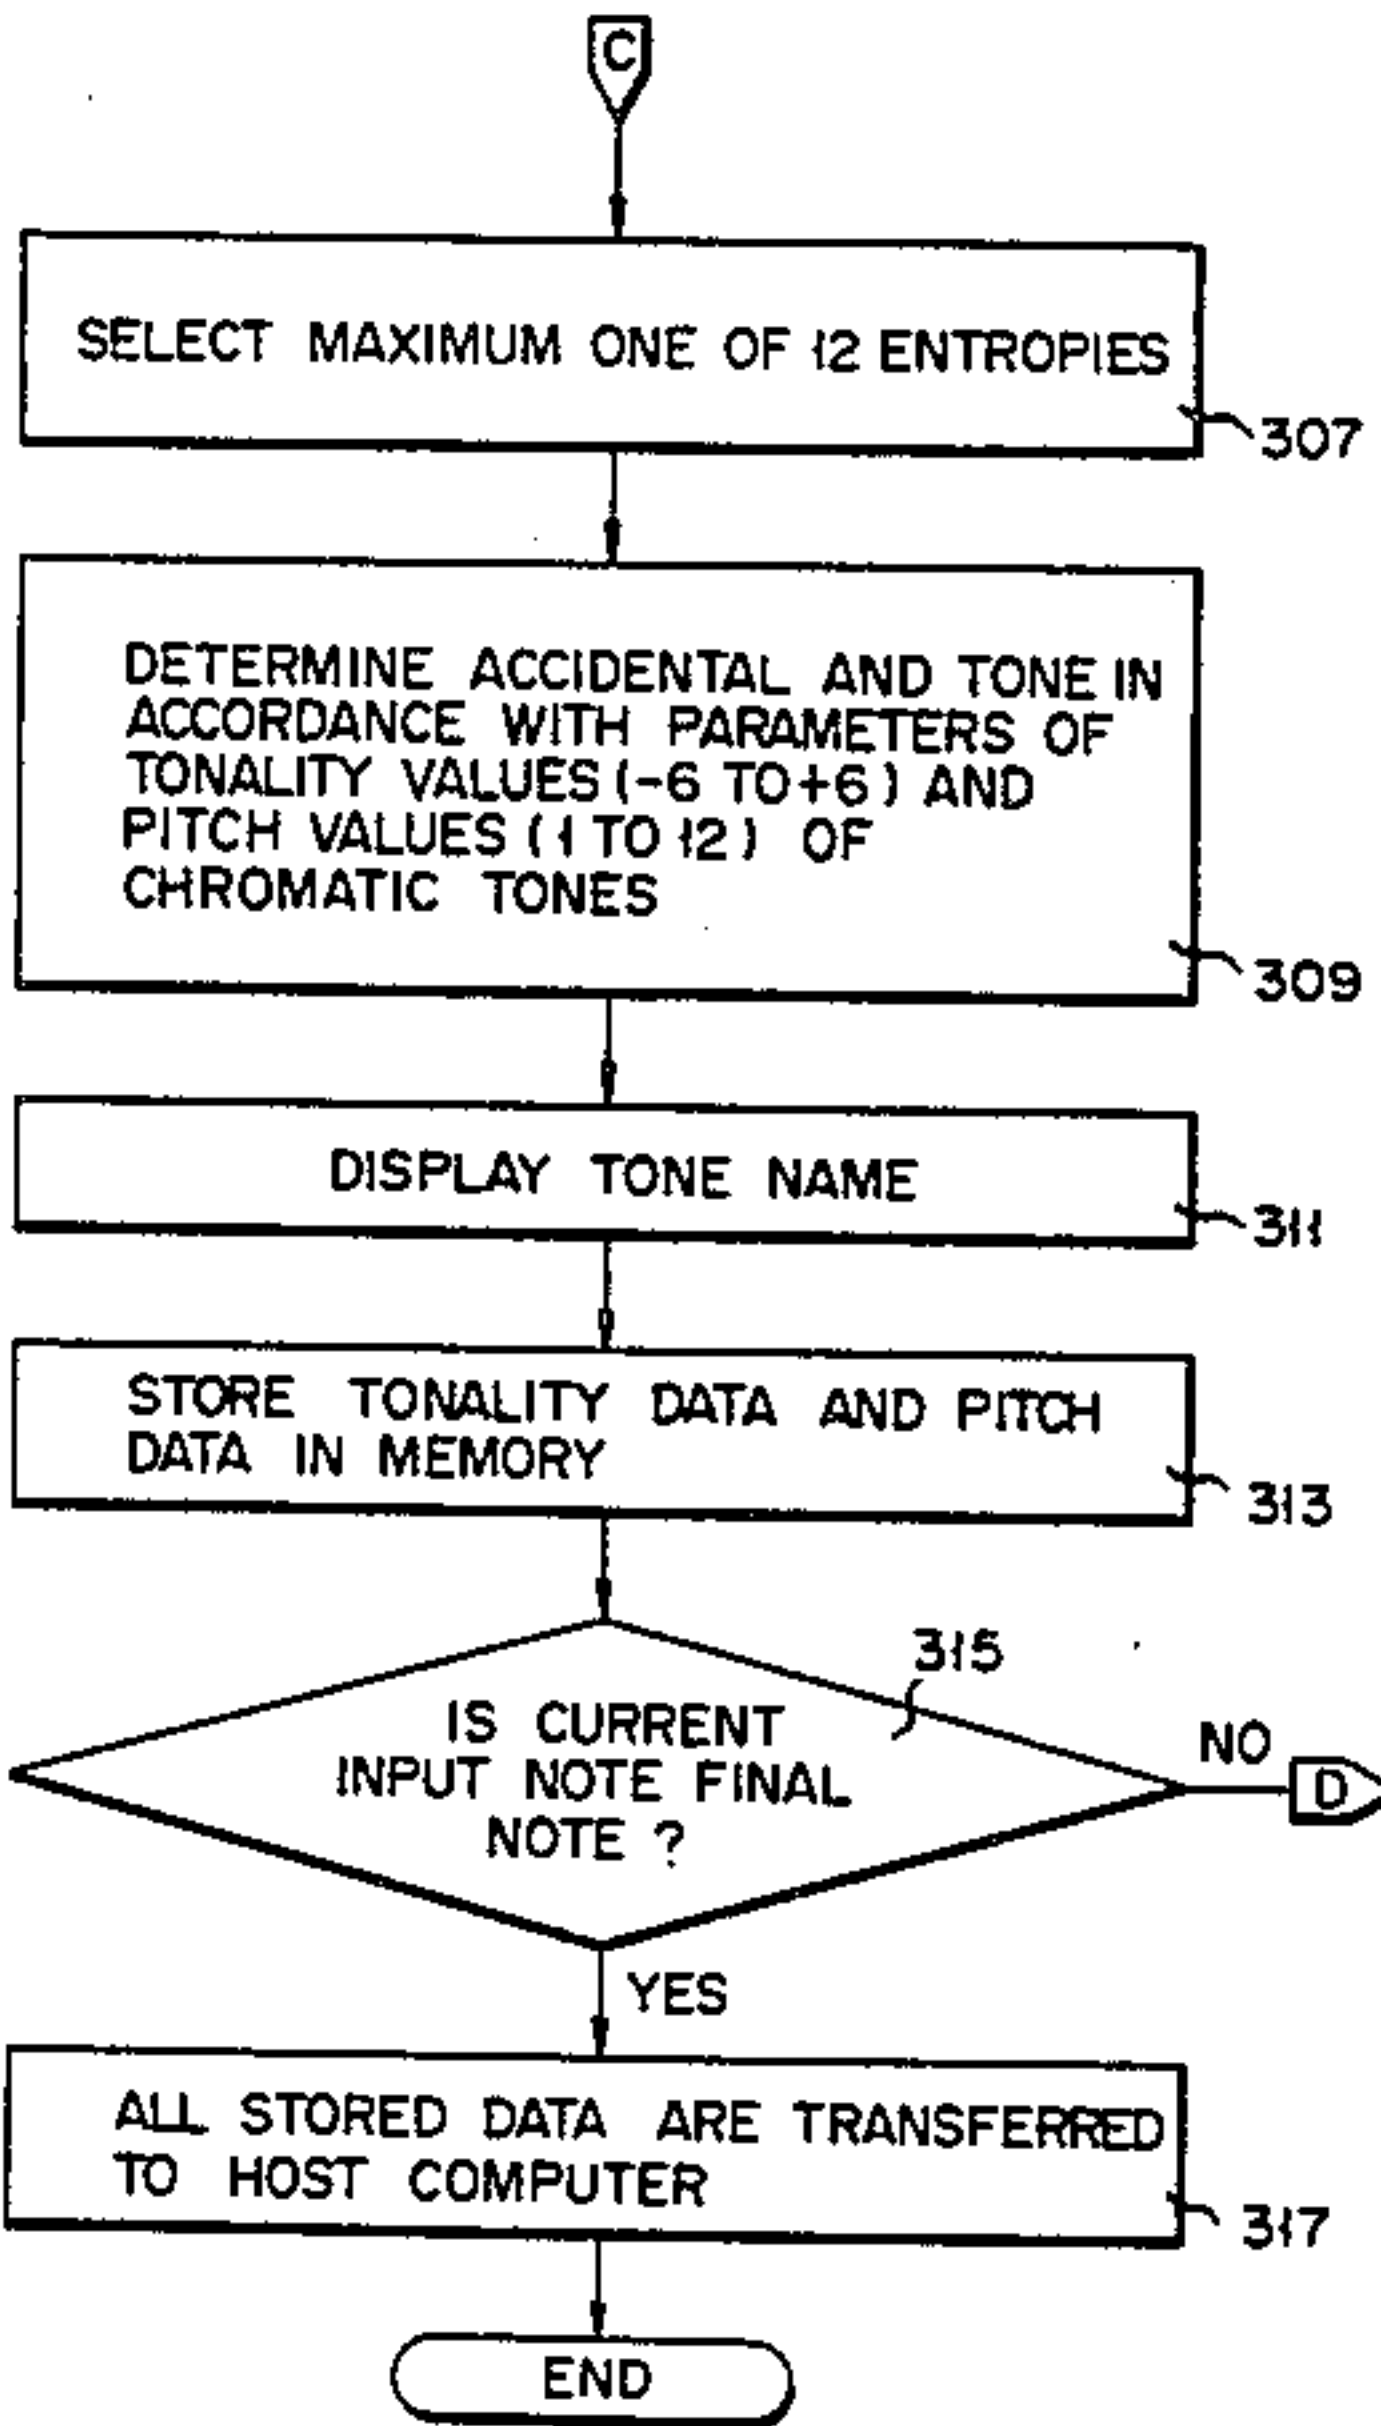 C
SELECT MAXIMUM ONE OF 12 ENTROPIES
307
DETERMINE ACCIDENTAL AND TONE IN
ACCORDANCE WITH PARAMETERS OF
TONALITY VALUES (-6 TO +6) AND
PITCH VALUES (1 TO 12) OF
CHROMATIC TONES
309
DISPLAY TONE NAME
311
STORE TONALITY DATA AND PITCH
DATA IN MEMORY
313
315
IS CURRENT
INPUT NOTE FINAL
NOTE ?
NO
D
YES
ALL STORED DATA ARE TRANSFERRED
TO HOST COMPUTER
317
END